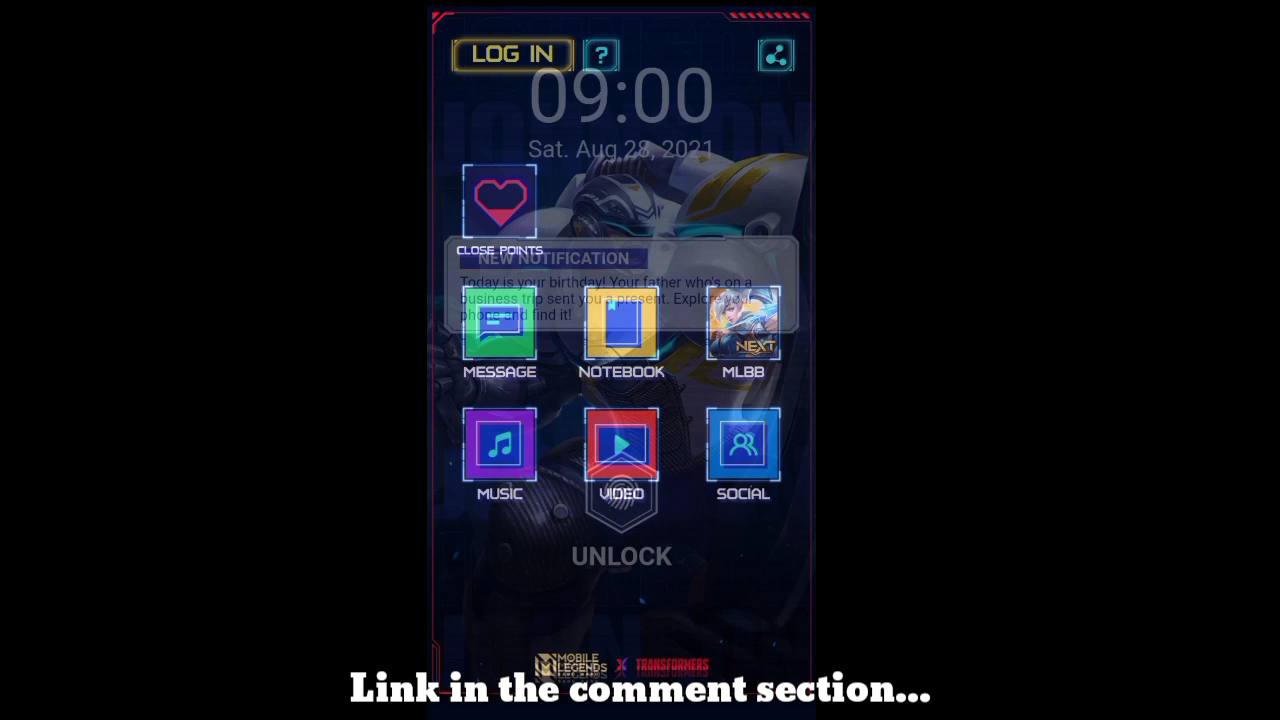 LOG IN ?
09:00
Sat. Aug 28, 2021
CLOSE POINTS
NEW NOTIFICATION
Today is your birthday! Your father who's on a
business trip sent you a present. Explore your
phone and find it!
NEXT
MESSAGE NOTEBOOK MLBB
MUSIC VIDEO SOCIAL
UNLOCK
MOBILE
LEGENDS X TRANSFORMERS
Link in the comment section...